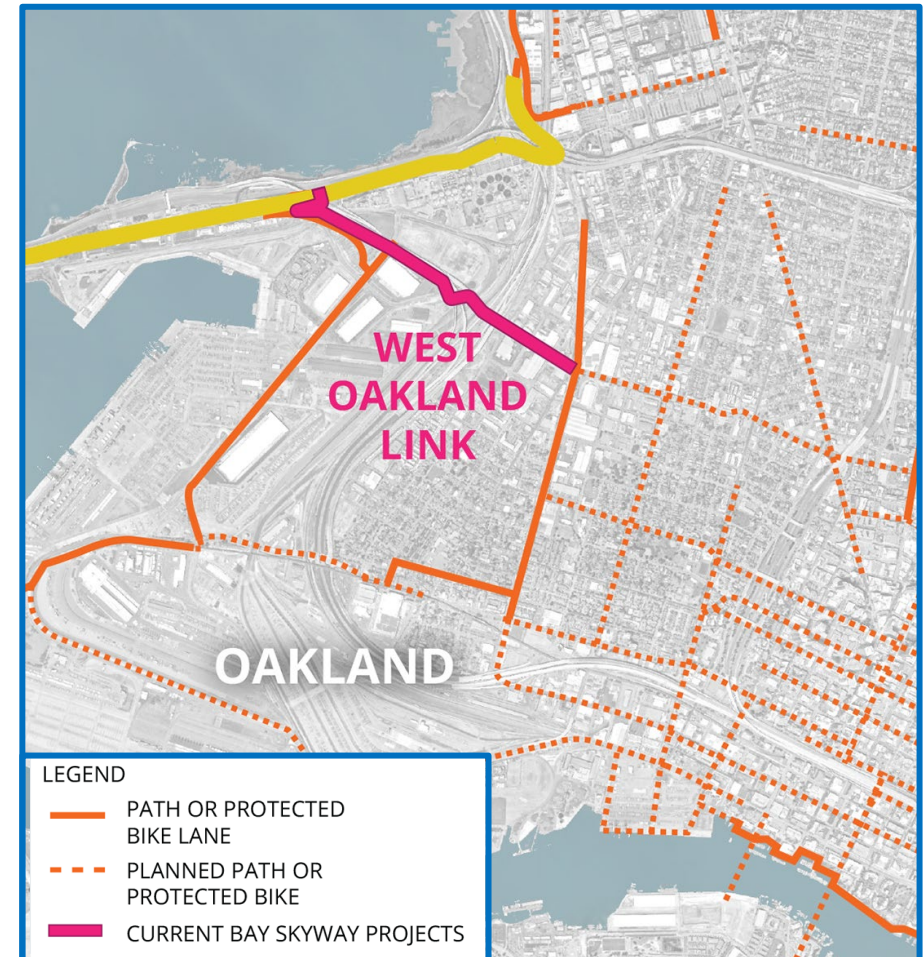 WEST
OAKLAND
LINK
OAKLAND
LEGEND
PATH OR PROTECTED
BIKE LANE
PLANNED PATH OR
PROTECTED BIKE
CURRENT BAY SKYWAY PROJECTS